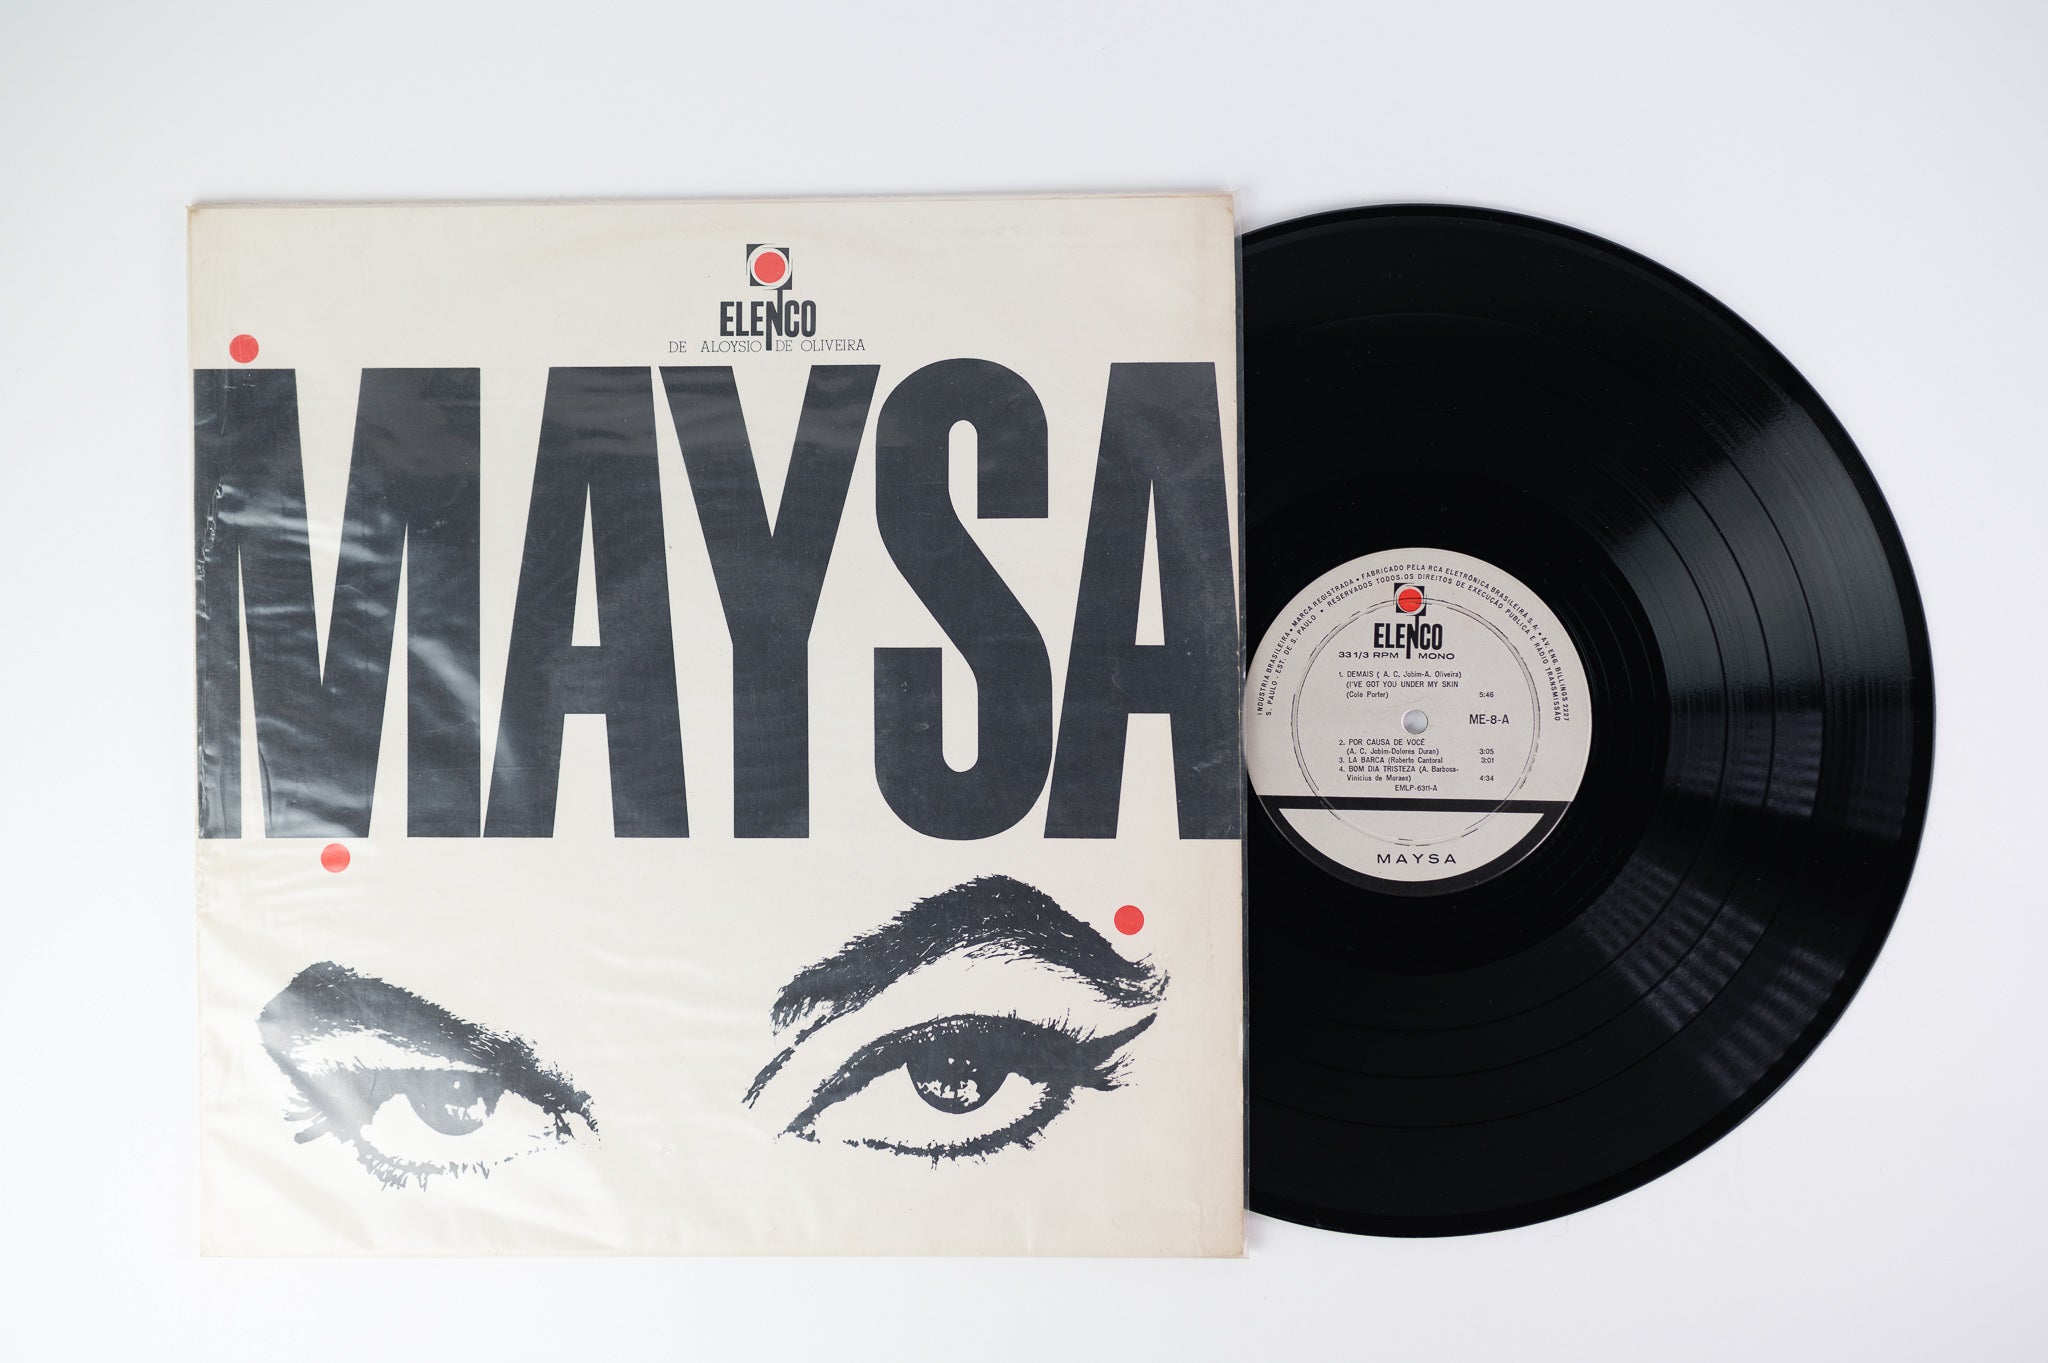 ELENCO
DE ALOYSIO DE OLIVEIRA
MAYSA
INDÚSTRIA BRASILEIRA • MARCA REGISTRADA • FABRICADO PELA RCA ELETRÔNICA BRASILEIRA S.A. • AV. ENG. BILLINGS 2227
S. PAULO - EST. DE S. PAULO • RESERVADOS TODOS OS DIREITOS DE EXECUÇÃO PÚBLICA E RÁDIO TRANSMISSÃO
ELENCO
33 1/3 RPM MONO
1. DEMAIS ( A. C. Jobim-A. Oliveira)
(I'VE GOT YOU UNDER MY SKIN
(Cole Porter) 5:46
ME-8-A
2. POR CAUSA DE VOCÊ
(A. C. Jobim-Dolores Duran) 3:05
3. LA BARCA (Roberto Cantoral 3:01
4. BOM DIA TRISTEZA (A. Barbosa-
Vinicius de Moraes) 4:34
EMLP-6311-A
MAYSA